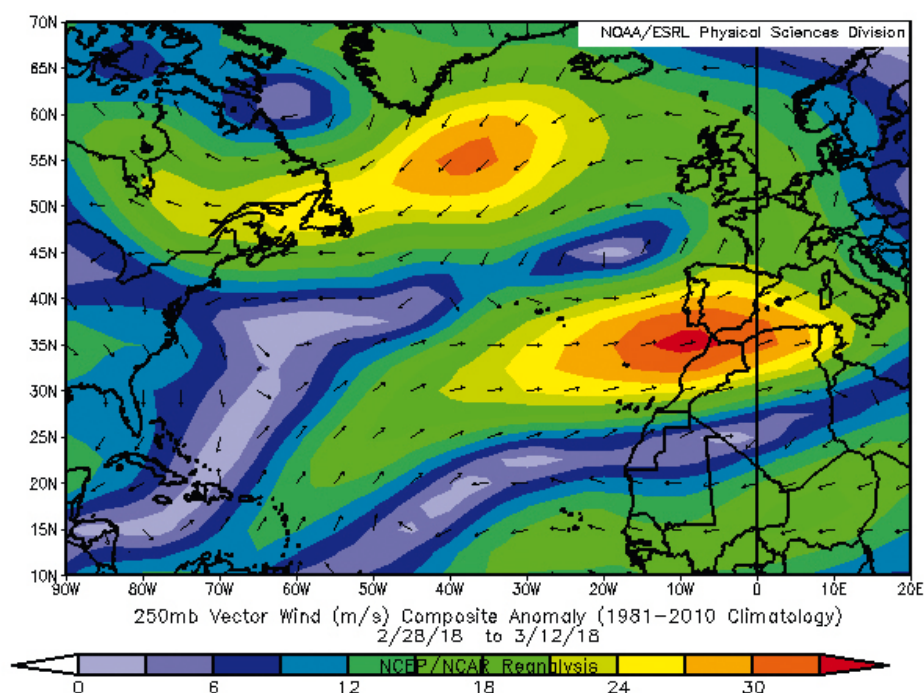 70N
NOAA/ESRL Physical Sciences Division
65N
60N
55N
50N
45N
40N
35N
30N
25N
20N
15N
10N
90W 80W 70W 60W 50W 40W 30W 20W 10W 0 10E 20E
250mb Vector Wind (m/s) Composite Anomaly (1981-2010 Climatology)
2/28/18 to 3/12/18
NCEP/NCAR Reanalysis
0 6 12 18 24 30